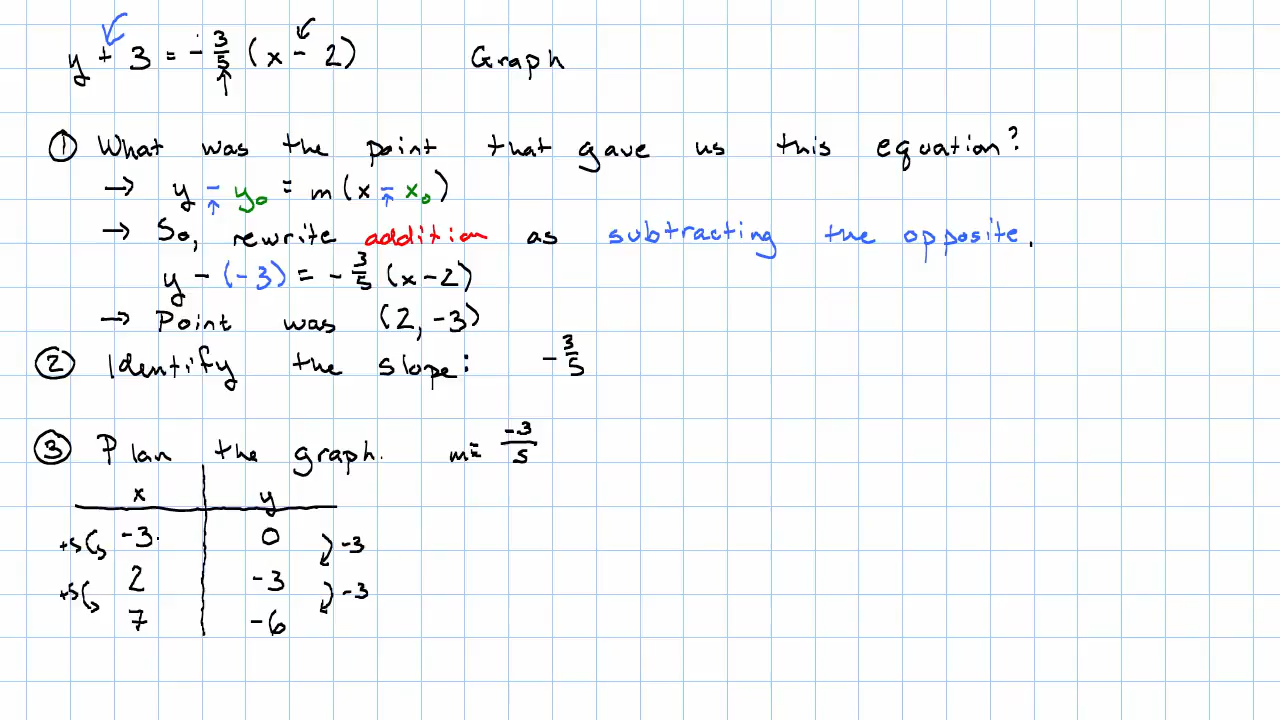 y + 3 = - 3/5 (x - 2) Graph
① What was the point that gave us this equation?
→ y - y₀ = m(x - x₀)
→ So, rewrite addition as subtracting the opposite.
y - (-3) = - 3/5 (x-2)
→ Point was (2, -3)
② Identify the slope: - 3/5
③ Plan the graph. m = -3/5
x y
+5 -3 0 -3
+5 2 -3 -3
7 -6